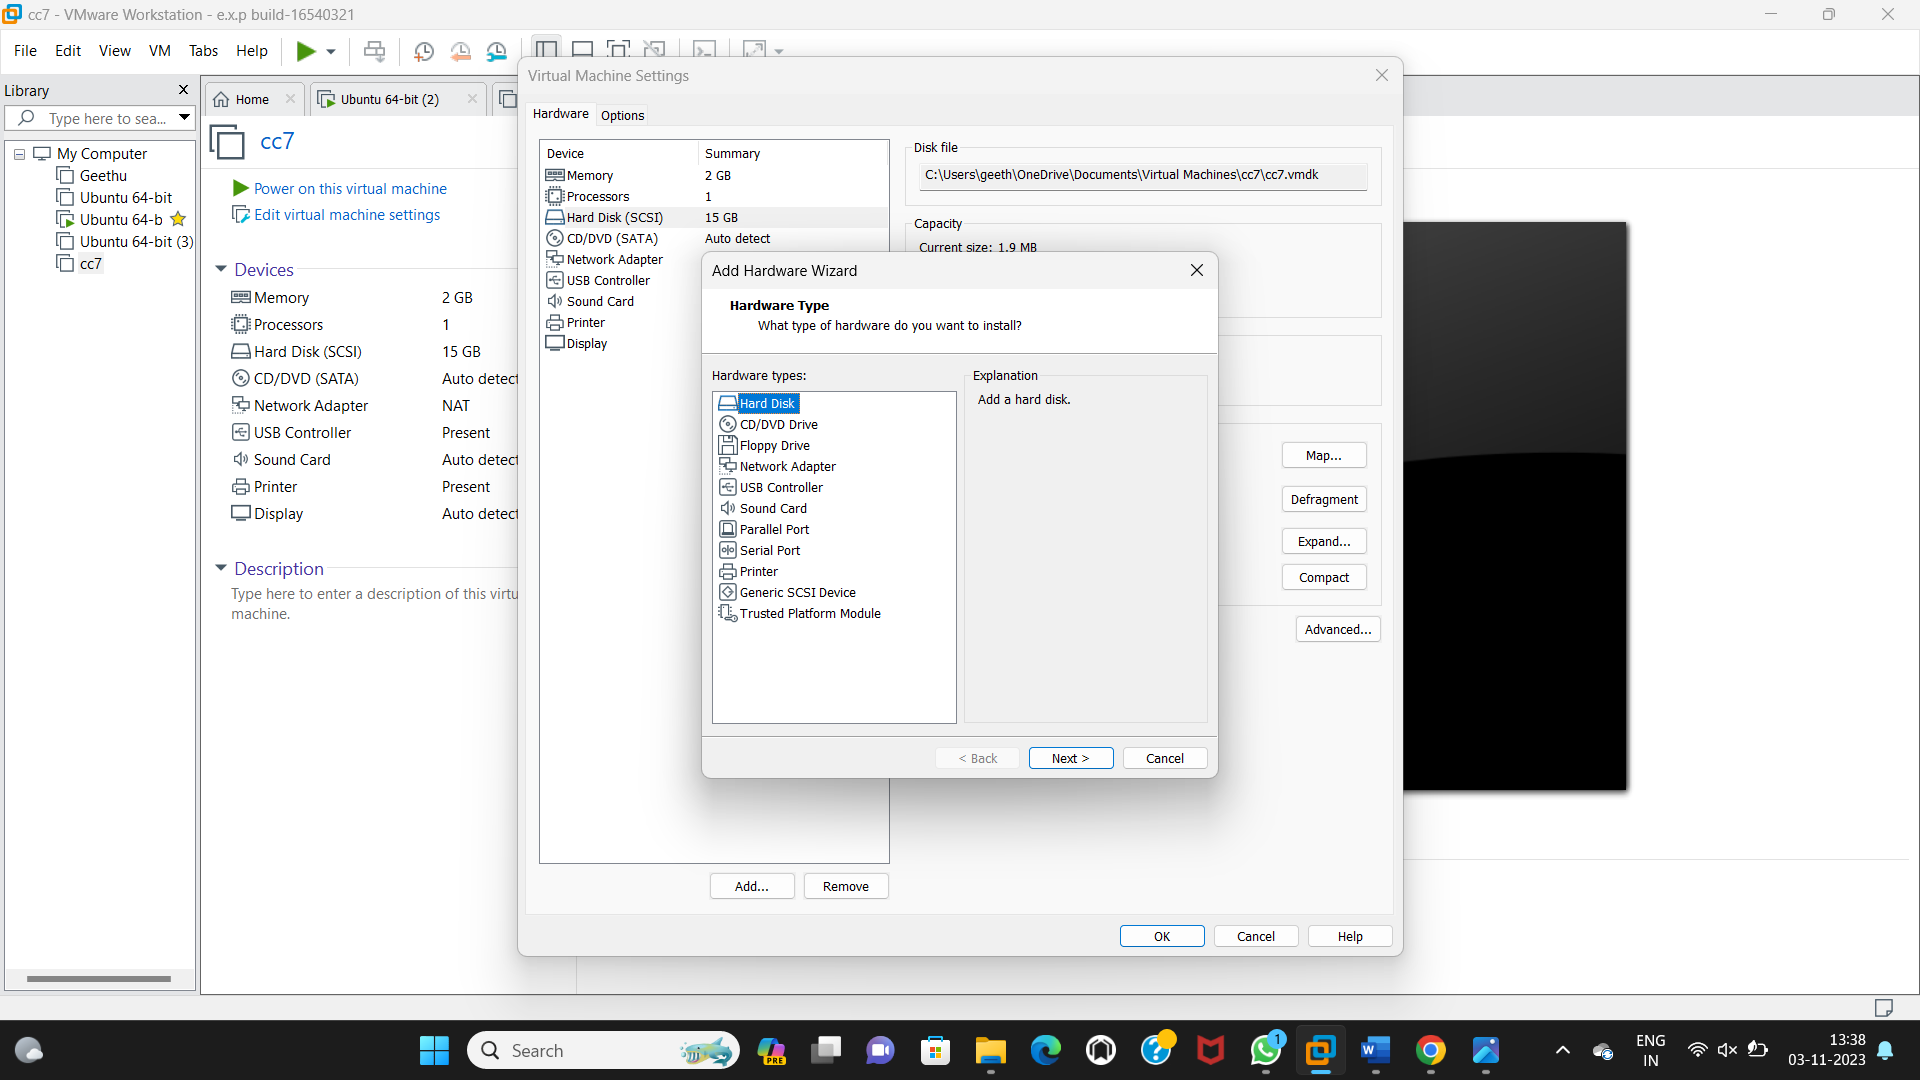 cc7 - VMware Workstation - e.x.p build-16540321
File Edit View VM Tabs Help
Library
Type here to sea...
My Computer
Geethu
Ubuntu 64-bit
Ubuntu 64-b
Ubuntu 64-bit (3)
cc7
Home
Ubuntu 64-bit (2)
cc7
Power on this virtual machine
Edit virtual machine settings
Devices
Memory 2 GB
Processors 1
Hard Disk (SCSI) 15 GB
CD/DVD (SATA) Auto detect
Network Adapter NAT
USB Controller Present
Sound Card Auto detect
Printer Present
Display Auto detect
Description
Type here to enter a description of this virtu
machine.
Virtual Machine Settings
Hardware Options
Device Summary
Memory 2 GB
Processors 1
Hard Disk (SCSI) 15 GB
CD/DVD (SATA) Auto detect
Network Adapter
USB Controller
Sound Card
Printer
Display
Add... Remove
Disk file
C:\Users\geeth\OneDrive\Documents\Virtual Machines\cc7\cc7.vmdk
Capacity
Current size: 1.9 MB
Map...
Defragment
Expand...
Compact
Advanced...
OK Cancel Help
Add Hardware Wizard
Hardware Type
What type of hardware do you want to install?
Hardware types:
Hard Disk
CD/DVD Drive
Floppy Drive
Network Adapter
USB Controller
Sound Card
Parallel Port
Serial Port
Printer
Generic SCSI Device
Trusted Platform Module
Explanation
Add a hard disk.
< Back Next > Cancel
Search
PRE
1
ENG
IN
13:38
03-11-2023